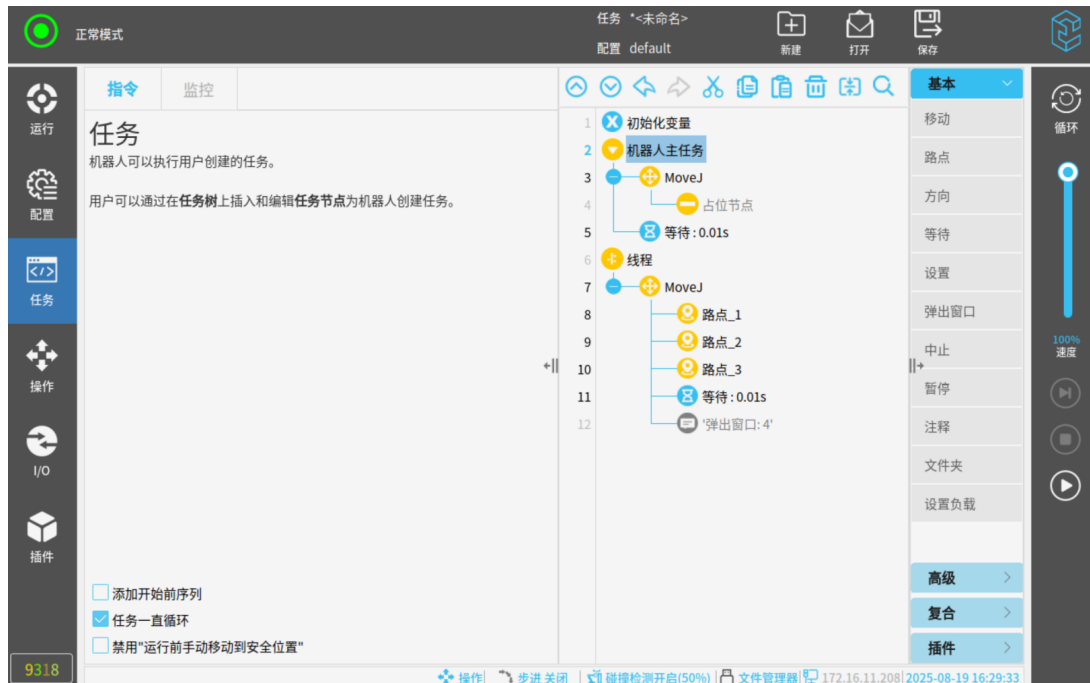 正常模式
任务 *<未命名>
配置 default
新建
打开
保存
运行
配置
任务
操作
I/O
插件
9318
指令
监控
任务
机器人可以执行用户创建的任务。
用户可以通过在任务树上插入和编辑任务节点为机器人创建任务。
添加开始前序列
任务一直循环
禁用"运行前手动移动到安全位置"
1 初始化变量
2 机器人主任务
3 MoveJ
4 占位节点
5 等待 : 0.01s
6 线程
7 MoveJ
8 路点_1
9 路点_2
10 路点_3
11 等待 : 0.01s
12 '弹出窗口: 4'
基本
移动
路点
方向
等待
设置
弹出窗口
中止
暂停
注释
文件夹
设置负载
高级
复合
插件
循环
100%
速度
操作 步进 关闭 碰撞检测开启(50%) 文件管理器 172.16.11.208 2025-08-19 16:29:33